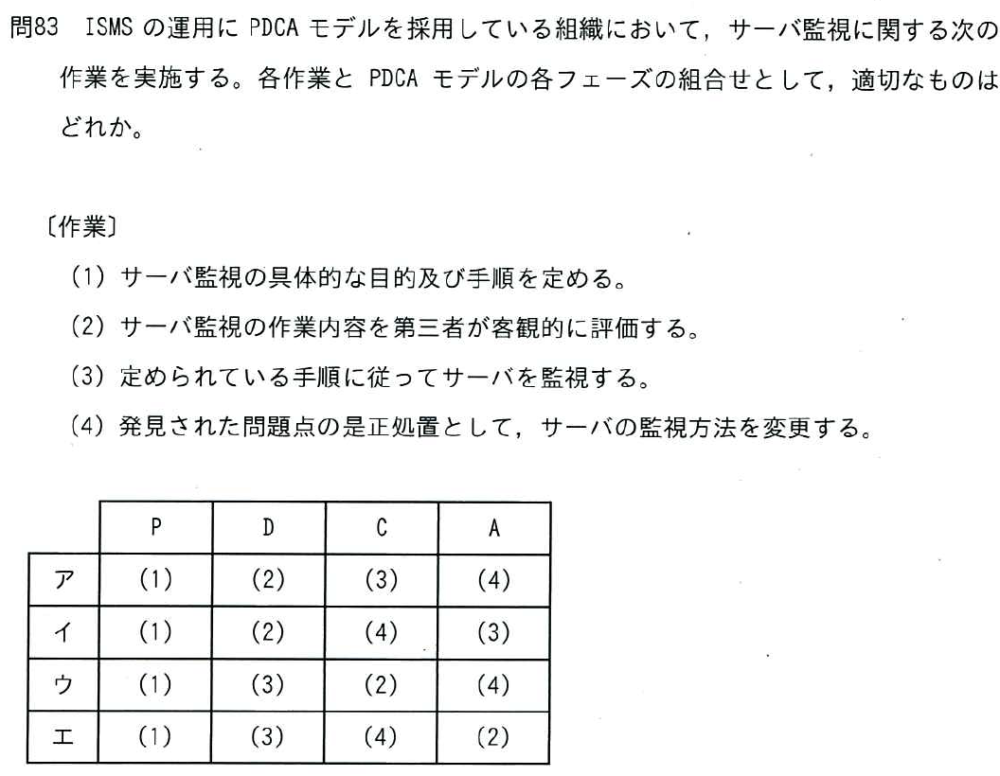 問83 ISMS の運用に PDCA モデルを採用している組織において，サーバ監視に関する次の
作業を実施する。各作業と PDCA モデルの各フェーズの組合せとして，適切なものは
どれか。
〔作業〕
(1) サーバ監視の具体的な目的及び手順を定める。
(2) サーバ監視の作業内容を第三者が客観的に評価する。
(3) 定められている手順に従ってサーバを監視する。
(4) 発見された問題点の是正処置として，サーバの監視方法を変更する。
P D C A
ア (1) (2) (3) (4)
イ (1) (2) (4) (3)
ウ (1) (3) (2) (4)
エ (1) (3) (4) (2)